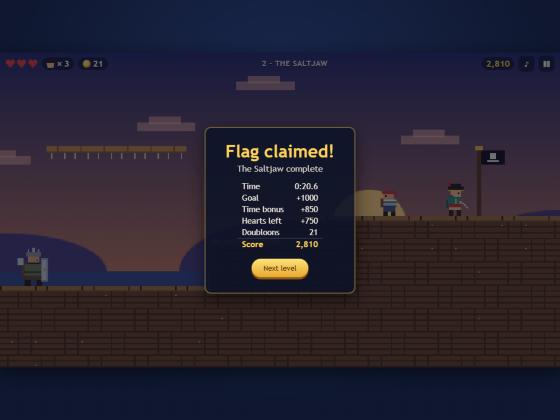 × 3
21
2 - THE SALTJAW
2,810
Flag claimed!
The Saltjaw complete
Time 0:20.6
Goal +1000
Time bonus +850
Hearts left +750
Doubloons 21
Score 2,810
Next level